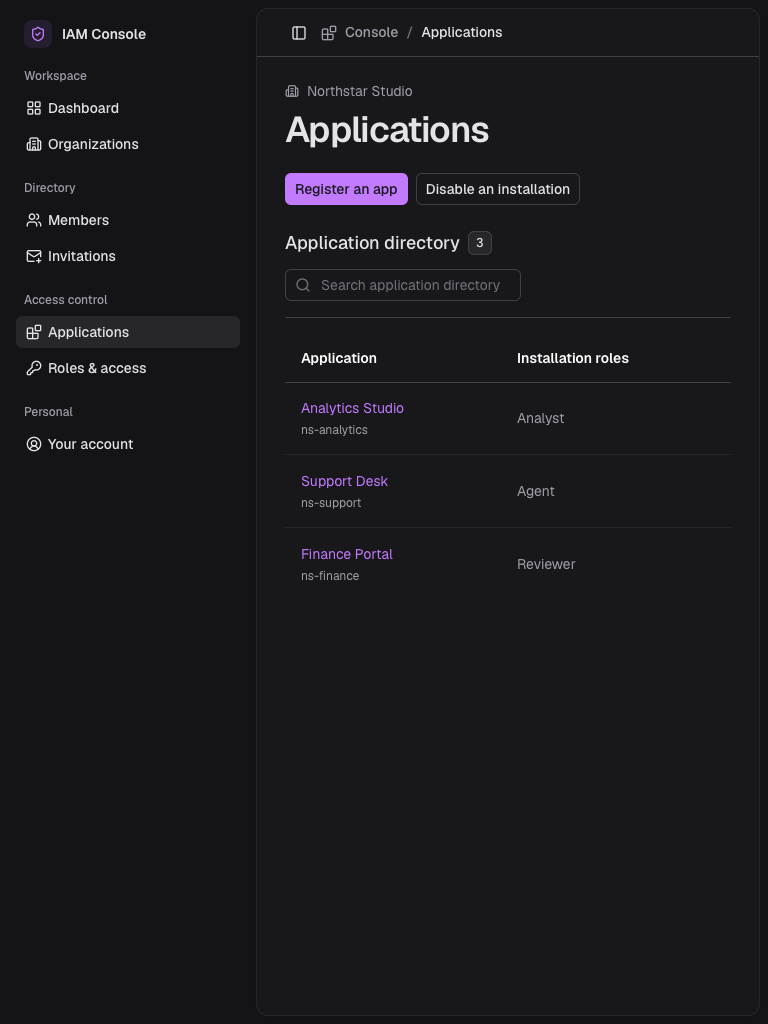 IAM Console
Workspace
Dashboard
Organizations
Directory
Members
Invitations
Access control
Applications
Roles & access
Personal
Your account
Console / Applications
Northstar Studio
Applications
Register an app
Disable an installation
Application directory 3
Search application directory
Application Installation roles
Analytics Studio
ns-analytics
Analyst
Support Desk
ns-support
Agent
Finance Portal
ns-finance
Reviewer